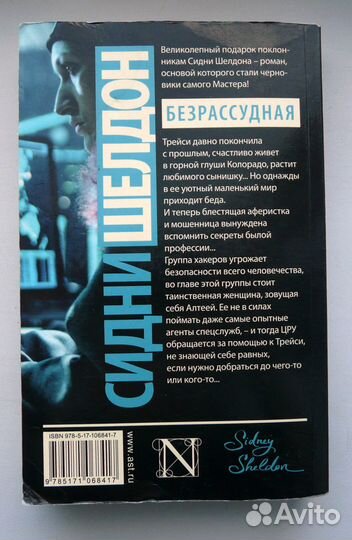 Великолепный подарок поклон-
никам Сидни Шелдона – роман,
основой которого стали черно-
вики самого Мастера!
БЕЗРАССУДНАЯ
СИДНИ ШЕЛДОН
Трейси давно покончила
с прошлым, счастливо живет
в горной глуши Колорадо, растит
любимого сынишку... Но однажды
в ее уютный маленький мир
приходит беда.
И теперь блестящая аферистка
и мошенница вынуждена
вспомнить секреты былой
профессии...
Группа хакеров угрожает
безопасности всего человечества,
во главе этой группы стоит
таинственная женщина, зовущая
себя Алтеей. Ее не в силах
поймать даже самые опытные
агенты спецслужб, – и тогда ЦРУ
обращается за помощью к Трейси,
не знающей себе равных,
если нужно добраться до чего-то
или кого-то...
ISBN 978-5-17-106841-7
9 785171 068417
www.ast.ru
N
Sidney
Sheldon
Avito